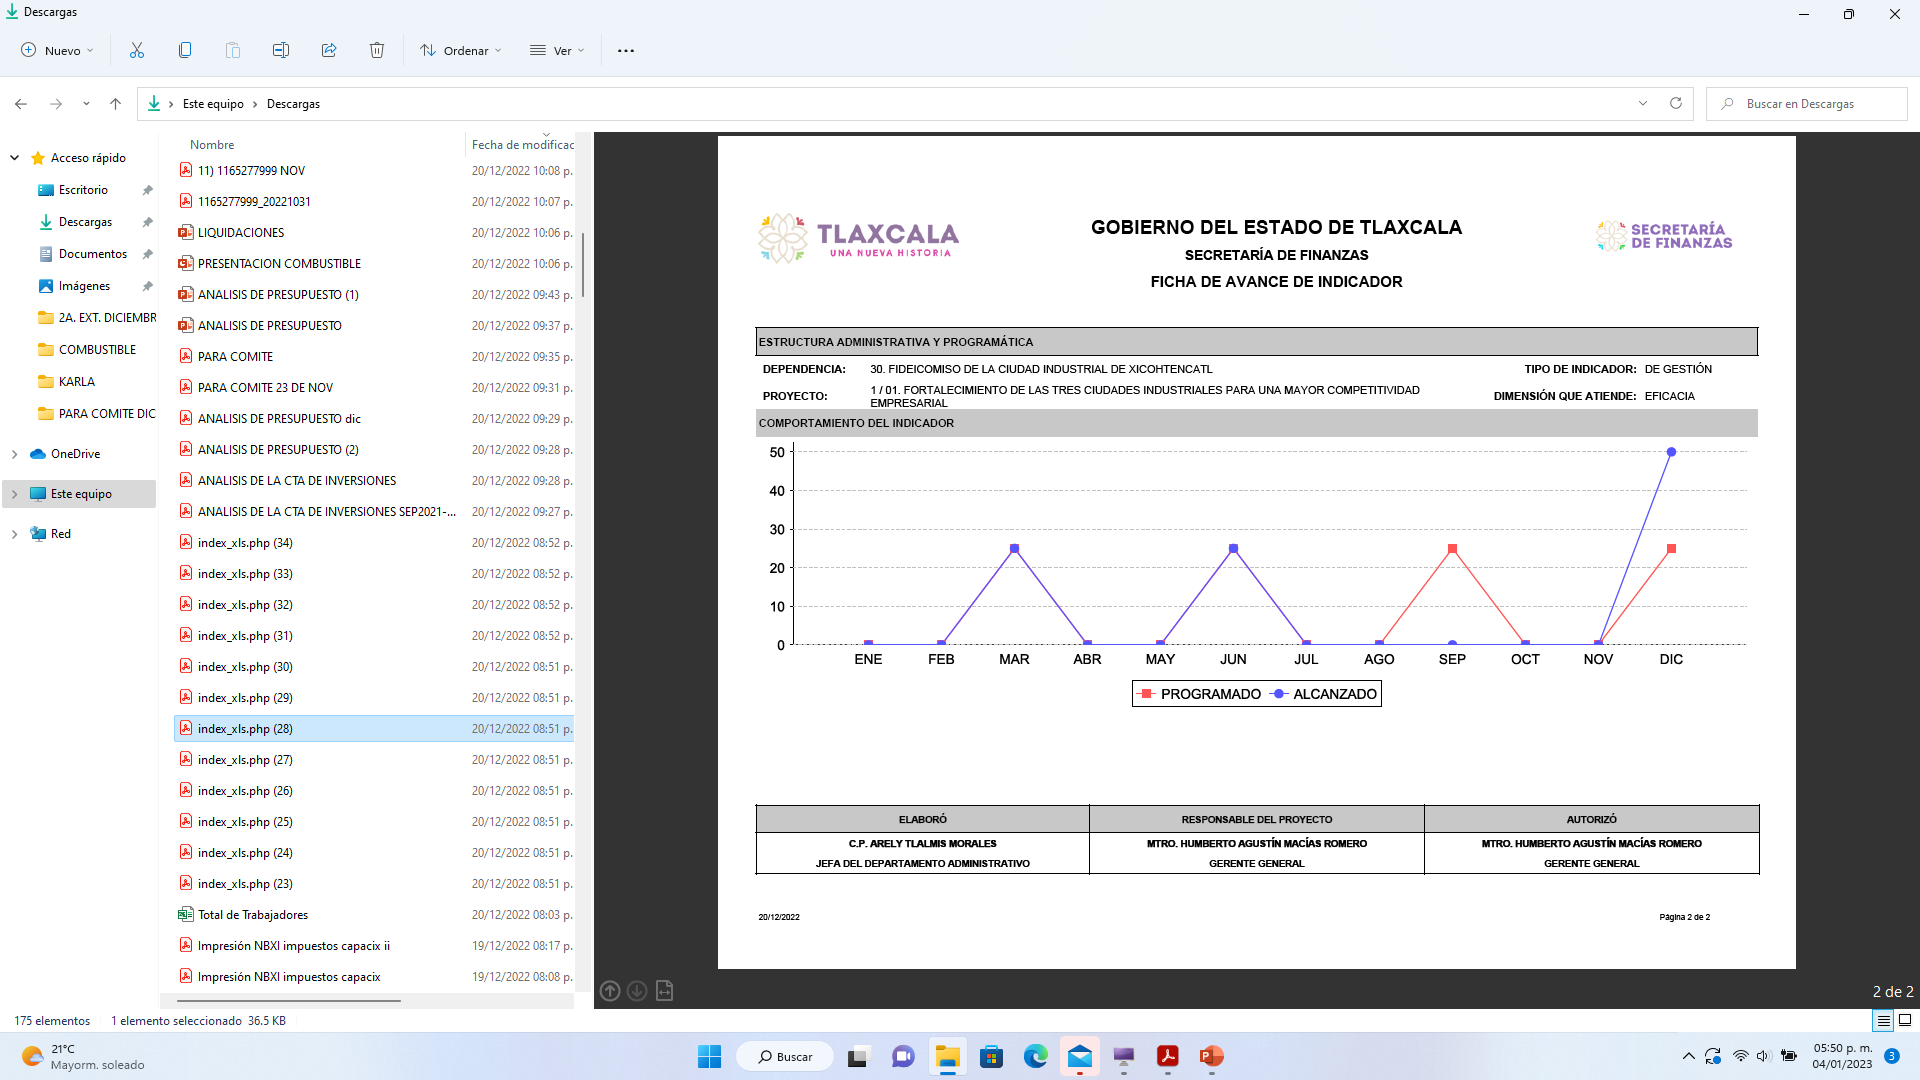 Descargas
Nuevo
Ordenar
Ver
Este equipo > Descargas
Buscar en Descargas
Acceso rápido
Escritorio
Descargas
Documentos
Imágenes
2A. EXT. DICIEMBR
COMBUSTIBLE
KARLA
PARA COMITE DIC
OneDrive
Este equipo
Red
Nombre Fecha de modificac
11) 1165277999 NOV 20/12/2022 10:08 p.
1165277999_20221031 20/12/2022 10:07 p.
LIQUIDACIONES 20/12/2022 10:06 p.
PRESENTACION COMBUSTIBLE 20/12/2022 10:06 p.
ANALISIS DE PRESUPUESTO (1) 20/12/2022 09:43 p.
ANALISIS DE PRESUPUESTO 20/12/2022 09:37 p.
PARA COMITE 20/12/2022 09:35 p.
PARA COMITE 23 DE NOV 20/12/2022 09:31 p.
ANALISIS DE PRESUPUESTO dic 20/12/2022 09:29 p.
ANALISIS DE PRESUPUESTO (2) 20/12/2022 09:28 p.
ANALISIS DE LA CTA DE INVERSIONES 20/12/2022 09:28 p.
ANALISIS DE LA CTA DE INVERSIONES SEP2021-... 20/12/2022 09:27 p.
index_xls.php (34) 20/12/2022 08:52 p.
index_xls.php (33) 20/12/2022 08:52 p.
index_xls.php (32) 20/12/2022 08:52 p.
index_xls.php (31) 20/12/2022 08:52 p.
index_xls.php (30) 20/12/2022 08:51 p.
index_xls.php (29) 20/12/2022 08:51 p.
index_xls.php (28) 20/12/2022 08:51 p.
index_xls.php (27) 20/12/2022 08:51 p.
index_xls.php (26) 20/12/2022 08:51 p.
index_xls.php (25) 20/12/2022 08:51 p.
index_xls.php (24) 20/12/2022 08:51 p.
index_xls.php (23) 20/12/2022 08:51 p.
Total de Trabajadores 20/12/2022 08:03 p.
Impresión NBXI impuestos capacix ii 19/12/2022 08:17 p.
Impresión NBXI impuestos capacix 19/12/2022 08:08 p.
TLAXCALA
UNA NUEVA HISTORIA
GOBIERNO DEL ESTADO DE TLAXCALA
SECRETARÍA DE FINANZAS
FICHA DE AVANCE DE INDICADOR
SECRETARÍA
DE FINANZAS
ESTRUCTURA ADMINISTRATIVA Y PROGRAMÁTICA
DEPENDENCIA: 30. FIDEICOMISO DE LA CIUDAD INDUSTRIAL DE XICOHTENCATL TIPO DE INDICADOR: DE GESTIÓN
PROYECTO: 1 / 01. FORTALECIMIENTO DE LAS TRES CIUDADES INDUSTRIALES PARA UNA MAYOR COMPETITIVIDAD
EMPRESARIAL
DIMENSIÓN QUE ATIENDE: EFICACIA
COMPORTAMIENTO DEL INDICADOR
50
40
30
20
10
0
ENE FEB MAR ABR MAY JUN JUL AGO SEP OCT NOV DIC
PROGRAMADO ALCANZADO
ELABORÓ RESPONSABLE DEL PROYECTO AUTORIZÓ
C.P. ARELY TLALMIS MORALES MTRO. HUMBERTO AGUSTÍN MACÍAS ROMERO MTRO. HUMBERTO AGUSTÍN MACÍAS ROMERO
JEFA DEL DEPARTAMENTO ADMINISTRATIVO GERENTE GENERAL GERENTE GENERAL
20/12/2022 Página 2 de 2
2 de 2
175 elementos 1 elemento seleccionado 36.5 KB
21°C
Mayorm. soleado
Buscar
05:50 p. m.
04/01/2023
3